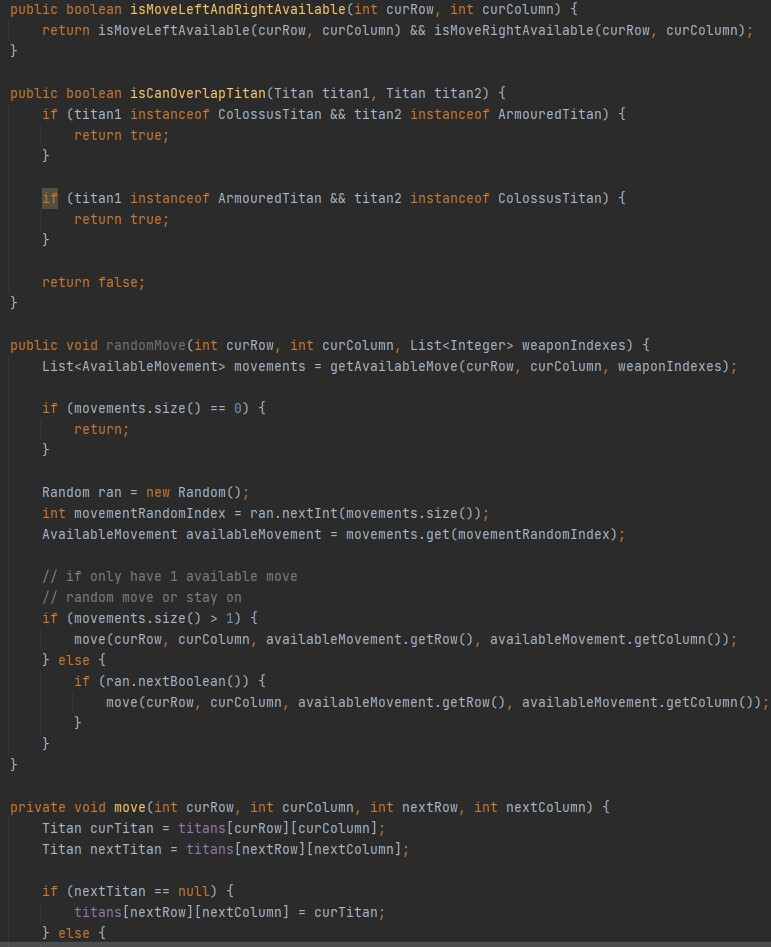 public boolean isMoveLeftAndRightAvailable(int curRow, int curColumn) {
    return isMoveLeftAvailable(curRow, curColumn) && isMoveRightAvailable(curRow, curColumn);
}

public boolean isCanOverlapTitan(Titan titan1, Titan titan2) {
    if (titan1 instanceof ColossusTitan && titan2 instanceof ArmouredTitan) {
        return true;
    }

    if (titan1 instanceof ArmouredTitan && titan2 instanceof ColossusTitan) {
        return true;
    }

    return false;
}

public void randomMove(int curRow, int curColumn, List<Integer> weaponIndexes) {
    List<AvailableMovement> movements = getAvailableMove(curRow, curColumn, weaponIndexes);

    if (movements.size() == 0) {
        return;
    }

    Random ran = new Random();
    int movementRandomIndex = ran.nextInt(movements.size());
    AvailableMovement availableMovement = movements.get(movementRandomIndex);

    // if only have 1 available move
    // random move or stay on
    if (movements.size() > 1) {
        move(curRow, curColumn, availableMovement.getRow(), availableMovement.getColumn());
    } else {
        if (ran.nextBoolean()) {
            move(curRow, curColumn, availableMovement.getRow(), availableMovement.getColumn());
        }
    }
}

private void move(int curRow, int curColumn, int nextRow, int nextColumn) {
    Titan curTitan = titans[curRow][curColumn];
    Titan nextTitan = titans[nextRow][nextColumn];

    if (nextTitan == null) {
        titans[nextRow][nextColumn] = curTitan;
    } else {